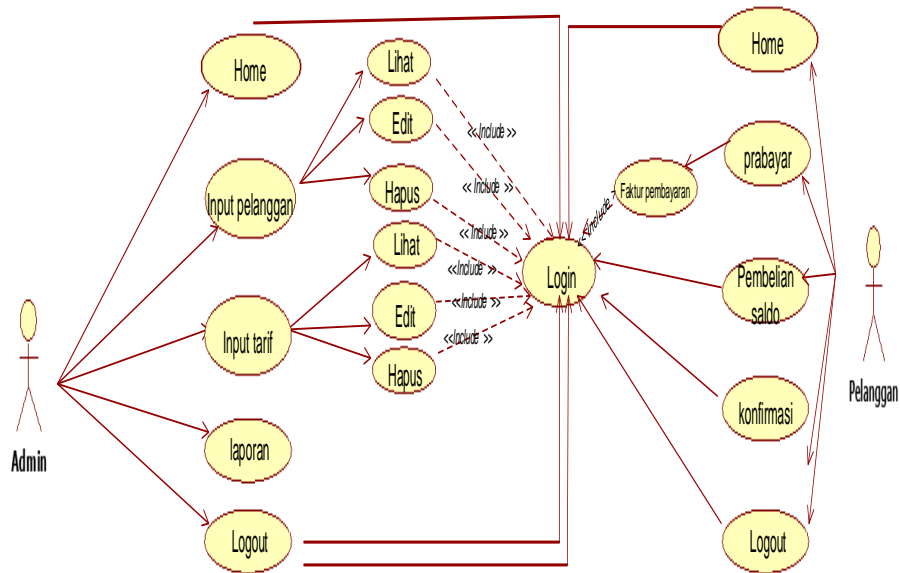 Home
Lihat
Home
Edit
<< Include >>
prabayar
Input pelanggan
Hapus
<< Include >>
Faktur pembayaran
<< Include >
Lihat
<< Include >>
<<Include >>
Login
Pembelian
saldo
Edit
<<Include >>
Input tarif
<<Include >>
Hapus
Pelanggan
konfirmasi
laporan
Admin
Logout
Logout